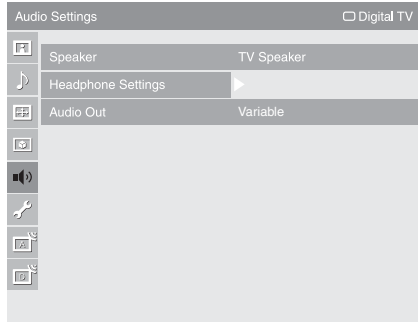 Audio Settings
Digital TV
Speaker TV Speaker
Headphone Settings
Audio Out Variable